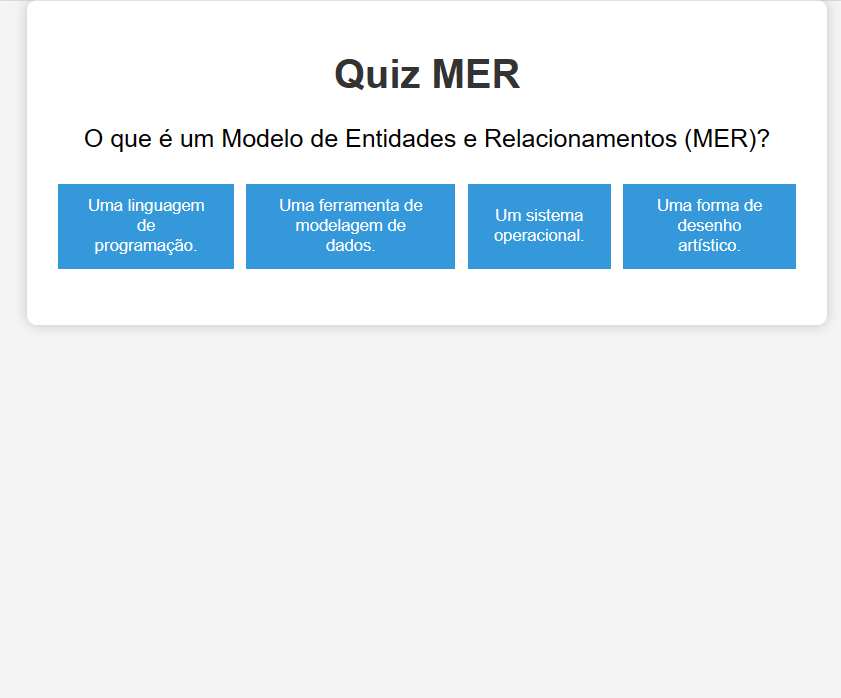 Quiz MER
O que é um Modelo de Entidades e Relacionamentos (MER)?
Uma linguagem
de
programação.
Uma ferramenta de
modelagem de
dados.
Um sistema
operacional.
Uma forma de
desenho
artístico.